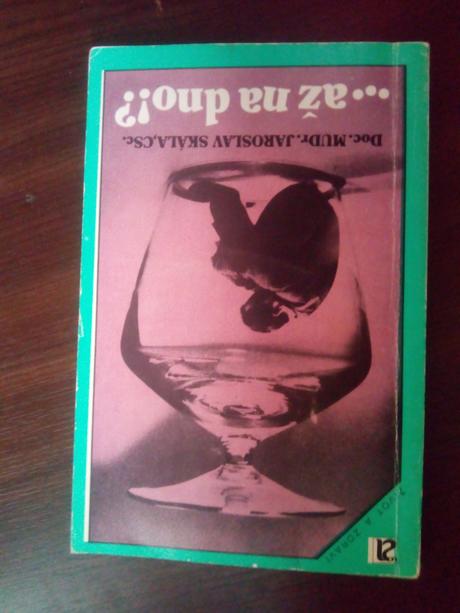 ŽIVOT A ZDRAVÍ
Doc. MUDr. JAROSLAV SKÁLA, CSc.
...až na dno!?